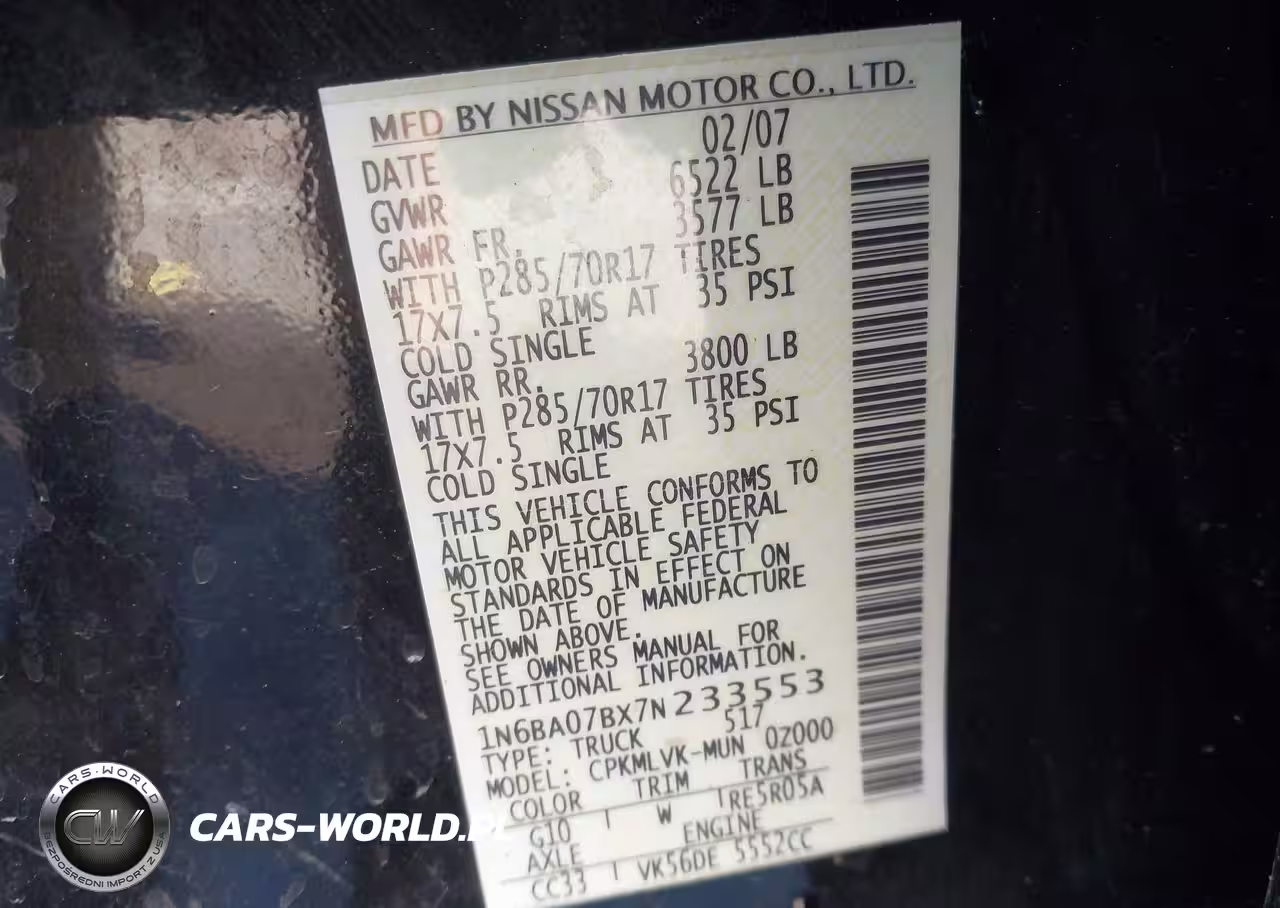 MFD BY NISSAN MOTOR CO., LTD.
DATE 02/07
GVWR 6522 LB
GAWR FR. 3577 LB
WITH P285/70R17 TIRES
17X7.5 RIMS AT 35 PSI
COLD SINGLE
GAWR RR. 3800 LB
WITH P285/70R17 TIRES
17X7.5 RIMS AT 35 PSI
COLD SINGLE
THIS VEHICLE CONFORMS TO
ALL APPLICABLE FEDERAL
MOTOR VEHICLE SAFETY
STANDARDS IN EFFECT ON
THE DATE OF MANUFACTURE
SHOWN ABOVE.
SEE OWNERS MANUAL FOR
ADDITIONAL INFORMATION.
1N6BA07BX7N233553
TYPE: TRUCK 517
MODEL: CPKMLVK-MUN 0Z000
COLOR TRIM TRANS
G10 W RE5R05A
AXLE ENGINE
CC33 VK56DE 5552CC
CARS-WORLD
CW
BEZPOŚREDNI IMPORT Z USA
CARS-WORLD.PL